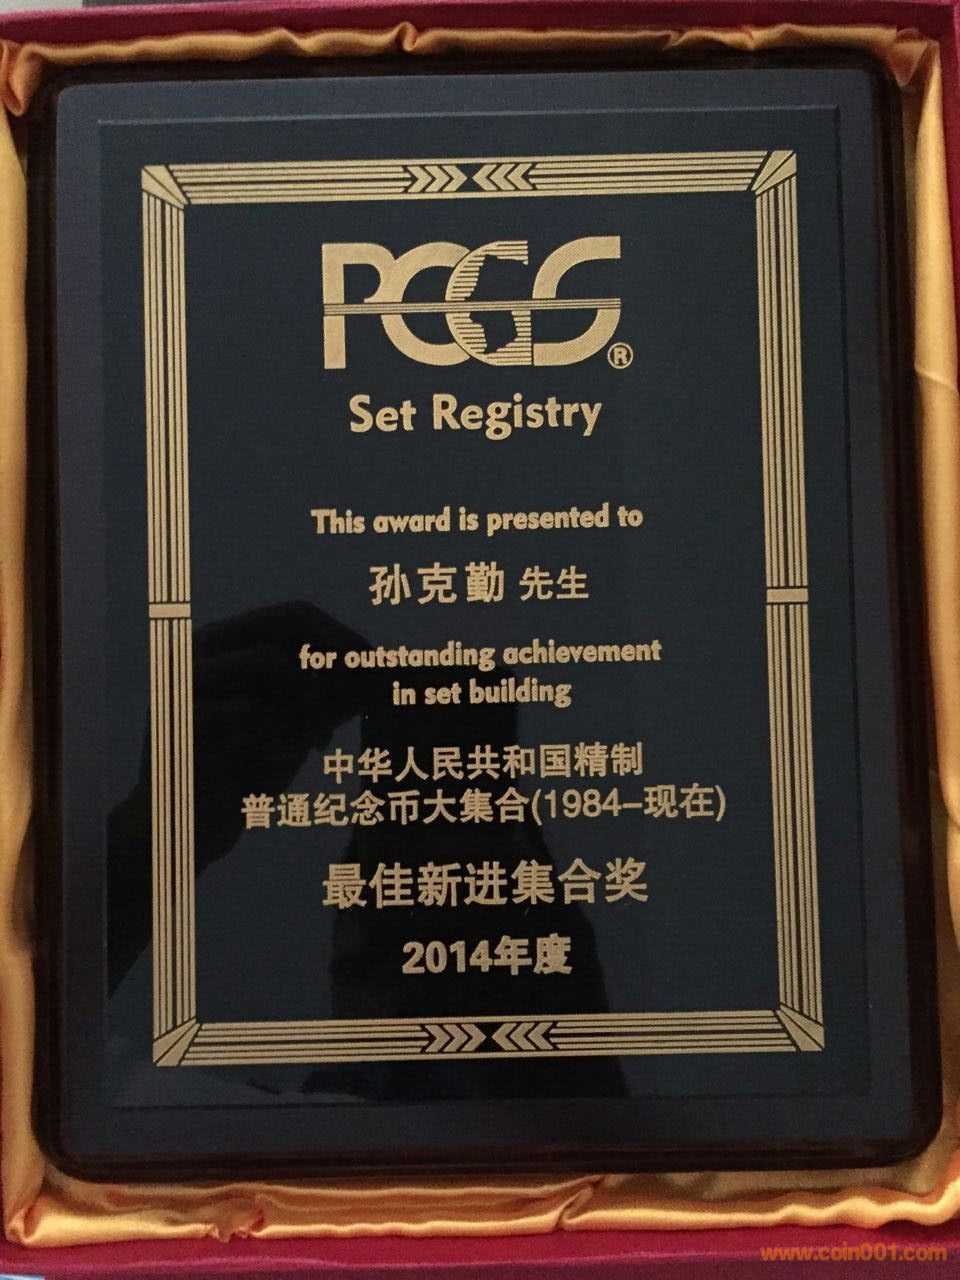 PCGS®
Set Registry
This award is presented to
孙克勤 先生
for outstanding achievement
in set building
中华人民共和国精制
普通纪念币大集合(1984-现在)
最佳新进集合奖
2014年度
www.coin001.com